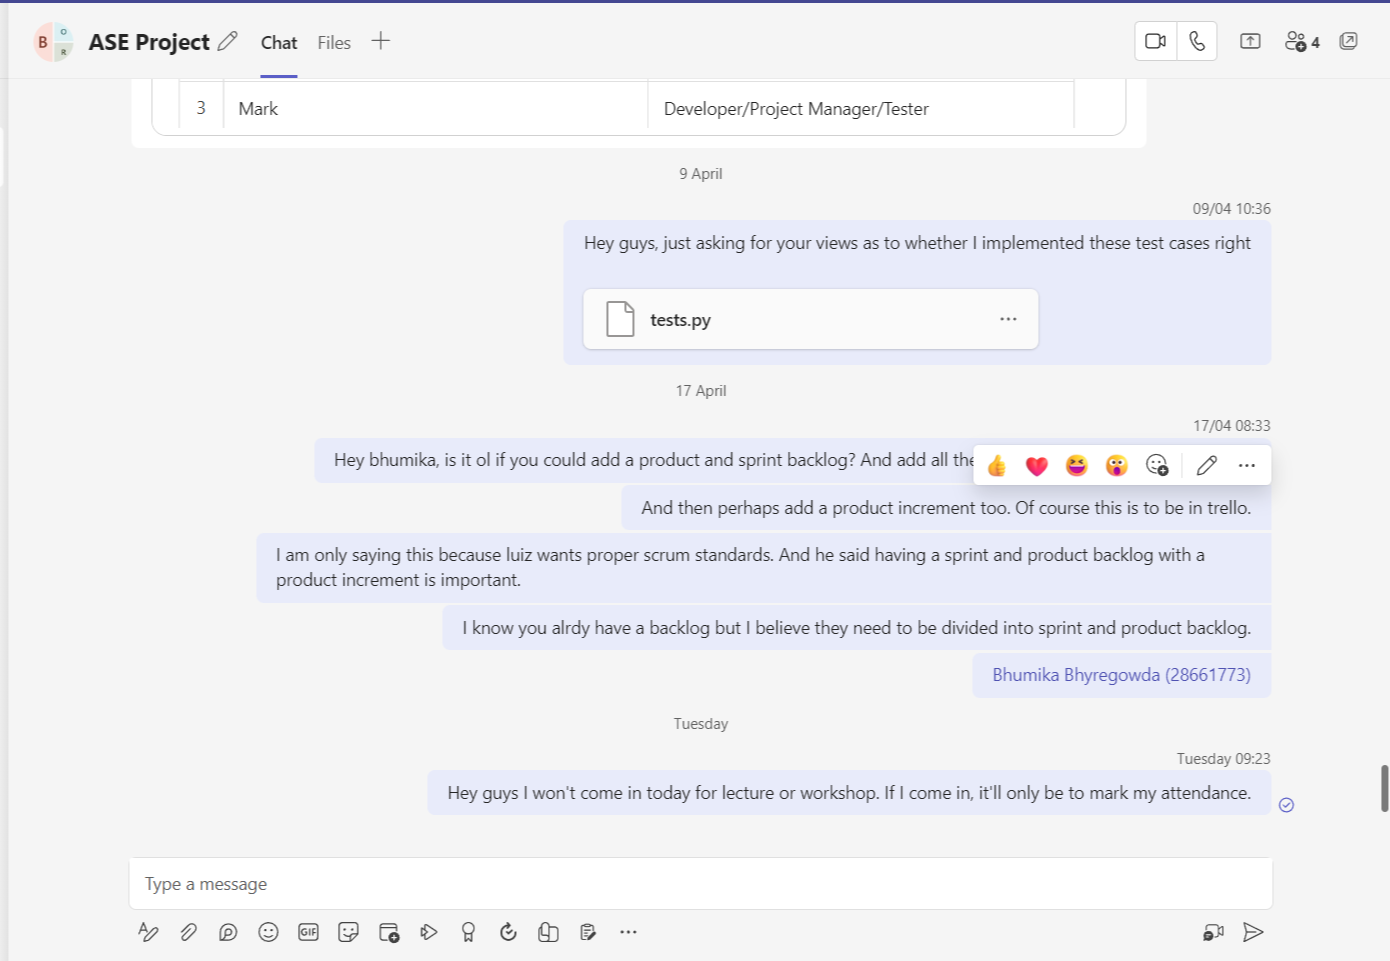 B
O
R
ASE Project
Chat
Files
4
3
Mark
Developer/Project Manager/Tester
9 April
09/04 10:36
Hey guys, just asking for your views as to whether I implemented these test cases right
tests.py
17 April
17/04 08:33
Hey bhumika, is it ol if you could add a product and sprint backlog? And add all the
And then perhaps add a product increment too. Of course this is to be in trello.
I am only saying this because luiz wants proper scrum standards. And he said having a sprint and product backlog with a
product increment is important.
I know you alrdy have a backlog but I believe they need to be divided into sprint and product backlog.
Bhumika Bhyregowda (28661773)
Tuesday
Tuesday 09:23
Hey guys I won't come in today for lecture or workshop. If I come in, it'll only be to mark my attendance.
Type a message
GIF